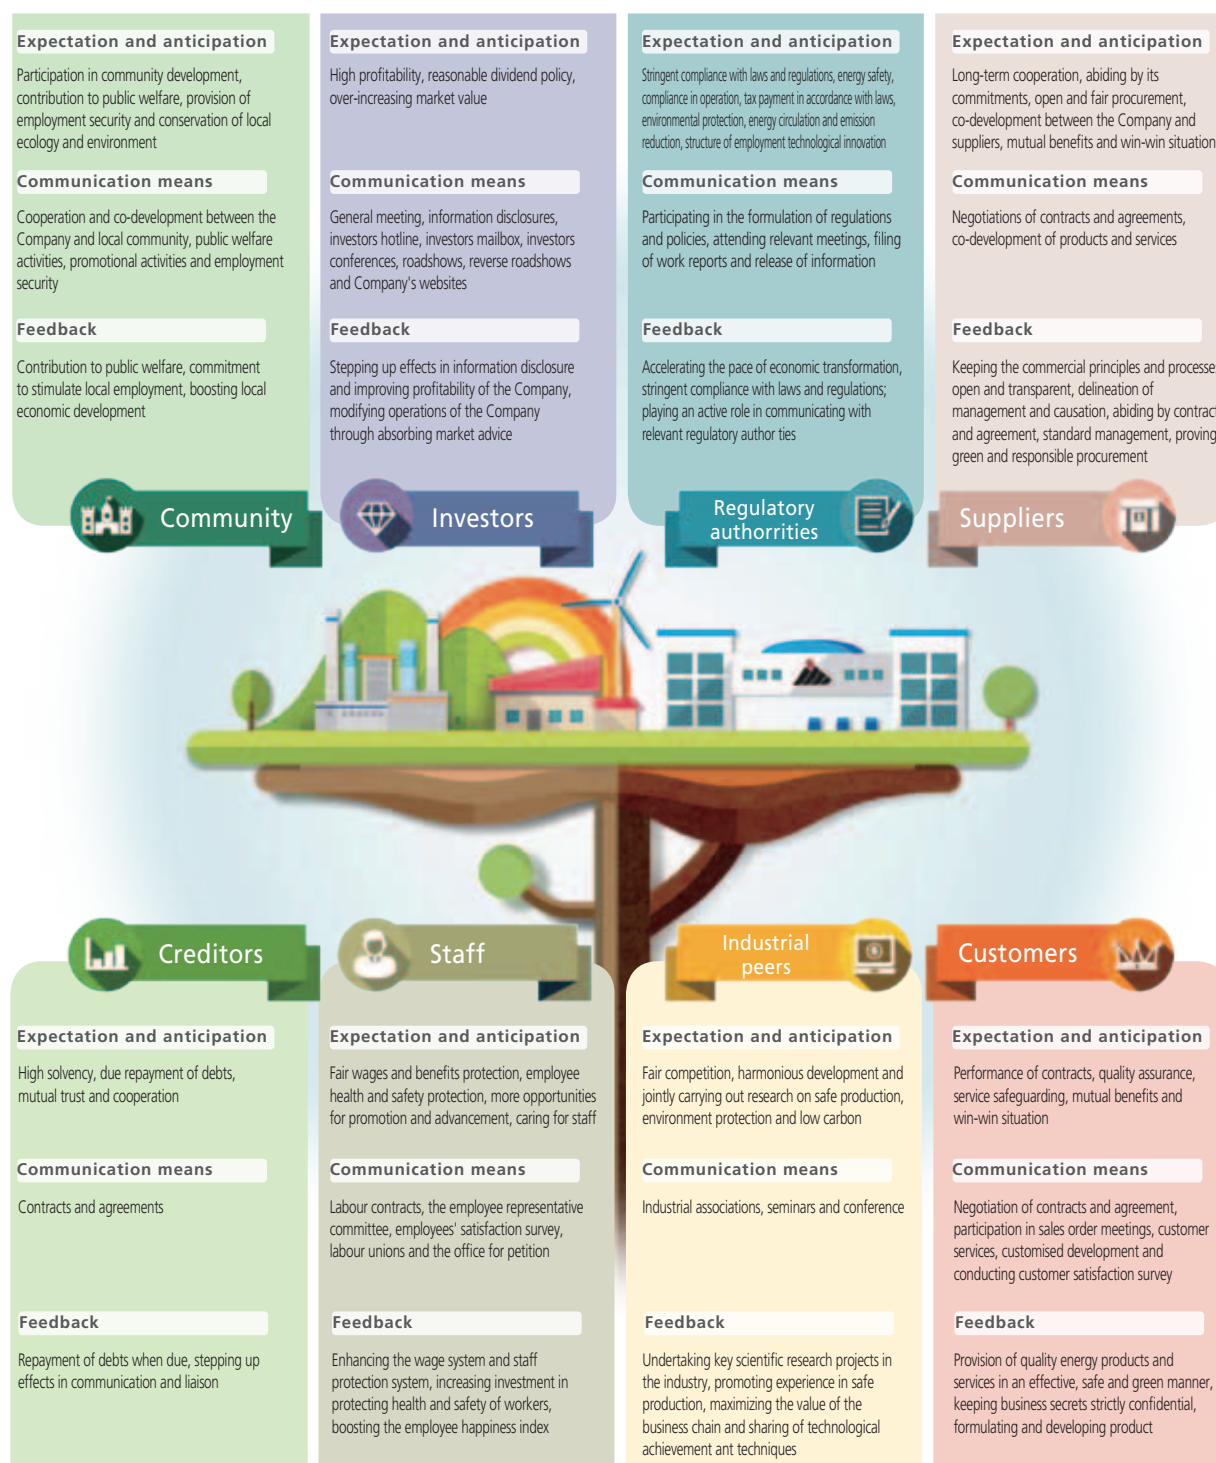 Expectation and anticipation
Participation in community development,
contribution to public welfare, provision of
employment security and conservation of local
ecology and environment
Communication means
Cooperation and co-development between the
Company and local community, public welfare
activities, promotional activities and employment
security
Feedback
Contribution to public welfare, commitment
to stimulate local employment, boosting local
economic development
Community
Expectation and anticipation
High profitability, reasonable dividend policy,
over-increasing market value
Communication means
General meeting, information disclosures,
investors hotline, investors mailbox, investors
conferences, roadshows, reverse roadshows
and Company's websites
Feedback
Stepping up effects in information disclosure
and improving profitability of the Company,
modifying operations of the Company
through absorbing market advice
Investors
Expectation and anticipation
Stringent compliance with laws and regulations, energy safety,
compliance in operation, tax payment in accordance with laws,
environmental protection, energy circulation and emission
reduction, structure of employment technological innovation
Communication means
Participating in the formulation of regulations
and policies, attending relevant meetings, filing
of work reports and release of information
Feedback
Accelerating the pace of economic transformation,
stringent compliance with laws and regulations;
playing an active role in communicating with
relevant regulatory author ties
Regulatory
authorrities
Expectation and anticipation
Long-term cooperation, abiding by its
commitments, open and fair procurement,
co-development between the Company and
suppliers, mutual benefits and win-win situation
Communication means
Negotiations of contracts and agreements,
co-development of products and services
Feedback
Keeping the commercial principles and processe
open and transparent, delineation of
management and causation, abiding by contract
and agreement, standard management, proving
green and responsible procurement
Suppliers
Creditors
Expectation and anticipation
High solvency, due repayment of debts,
mutual trust and cooperation
Communication means
Contracts and agreements
Feedback
Repayment of debts when due, stepping up
effects in communication and liaison
Staff
Expectation and anticipation
Fair wages and benefits protection, employee
health and safety protection, more opportunities
for promotion and advancement, caring for staff
Communication means
Labour contracts, the employee representative
committee, employees' satisfaction survey,
labour unions and the office for petition
Feedback
Enhancing the wage system and staff
protection system, increasing investment in
protecting health and safety of workers,
boosting the employee happiness index
Industrial
peers
Expectation and anticipation
Fair competition, harmonious development and
jointly carrying out research on safe production,
environment protection and low carbon
Communication means
Industrial associations, seminars and conference
Feedback
Undertaking key scientific research projects in
the industry, promoting experience in safe
production, maximizing the value of the
business chain and sharing of technological
achievement ant techniques
Customers
Expectation and anticipation
Performance of contracts, quality assurance,
service safeguarding, mutual benefits and
win-win situation
Communication means
Negotiation of contracts and agreement,
participation in sales order meetings, customer
services, customised development and
conducting customer satisfaction survey
Feedback
Provision of quality energy products and
services in an effective, safe and green manner,
keeping business secrets strictly confidential,
formulating and developing product